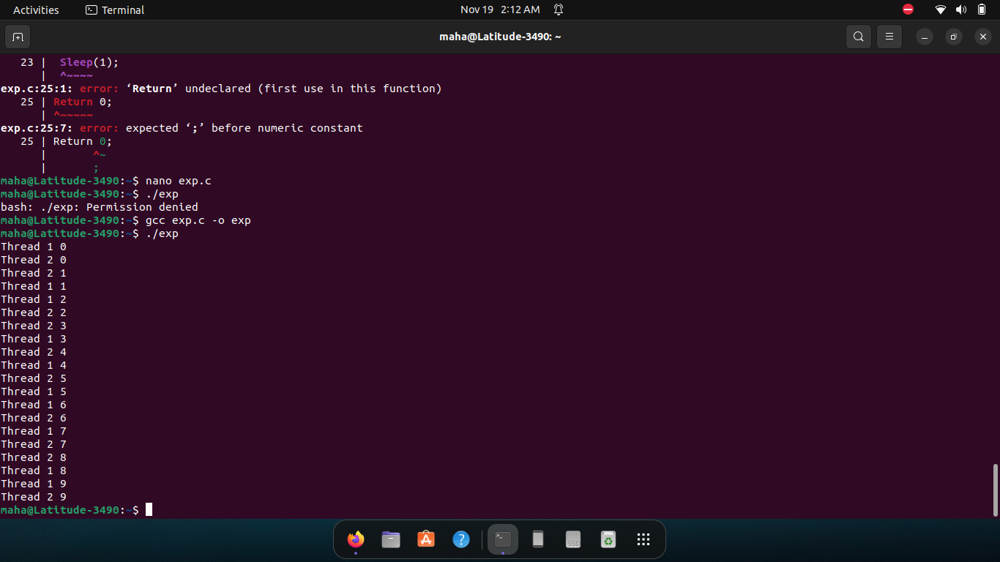 Activities Terminal Nov 19 2:12 AM
maha@Latitude-3490: ~
23 | Sleep(1);
| ^~~~~
exp.c:25:1: error: ‘Return’ undeclared (first use in this function)
25 | Return 0;
| ^~~~~~
exp.c:25:7: error: expected ‘;’ before numeric constant
25 | Return 0;
| ^~
| ;
maha@Latitude-3490:~$ nano exp.c
maha@Latitude-3490:~$ ./exp
bash: ./exp: Permission denied
maha@Latitude-3490:~$ gcc exp.c -o exp
maha@Latitude-3490:~$ ./exp
Thread 1 0
Thread 2 0
Thread 2 1
Thread 1 1
Thread 1 2
Thread 2 2
Thread 2 3
Thread 1 3
Thread 2 4
Thread 1 4
Thread 2 5
Thread 1 5
Thread 1 6
Thread 2 6
Thread 1 7
Thread 2 7
Thread 2 8
Thread 1 8
Thread 1 9
Thread 2 9
maha@Latitude-3490:~$
SSD